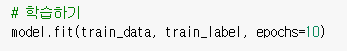 # 학습하기
model.fit(train_data, train_label, epochs=10)